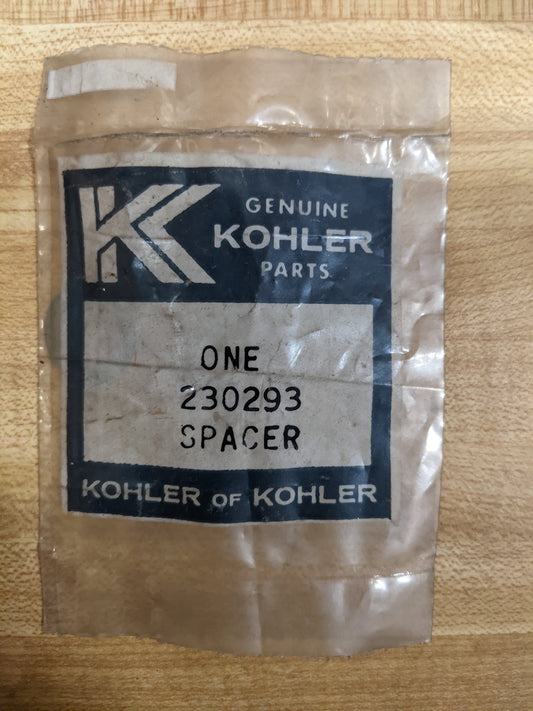 K
GENUINE
KOHLER
PARTS
ONE
230293
SPACER
KOHLER OF KOHLER